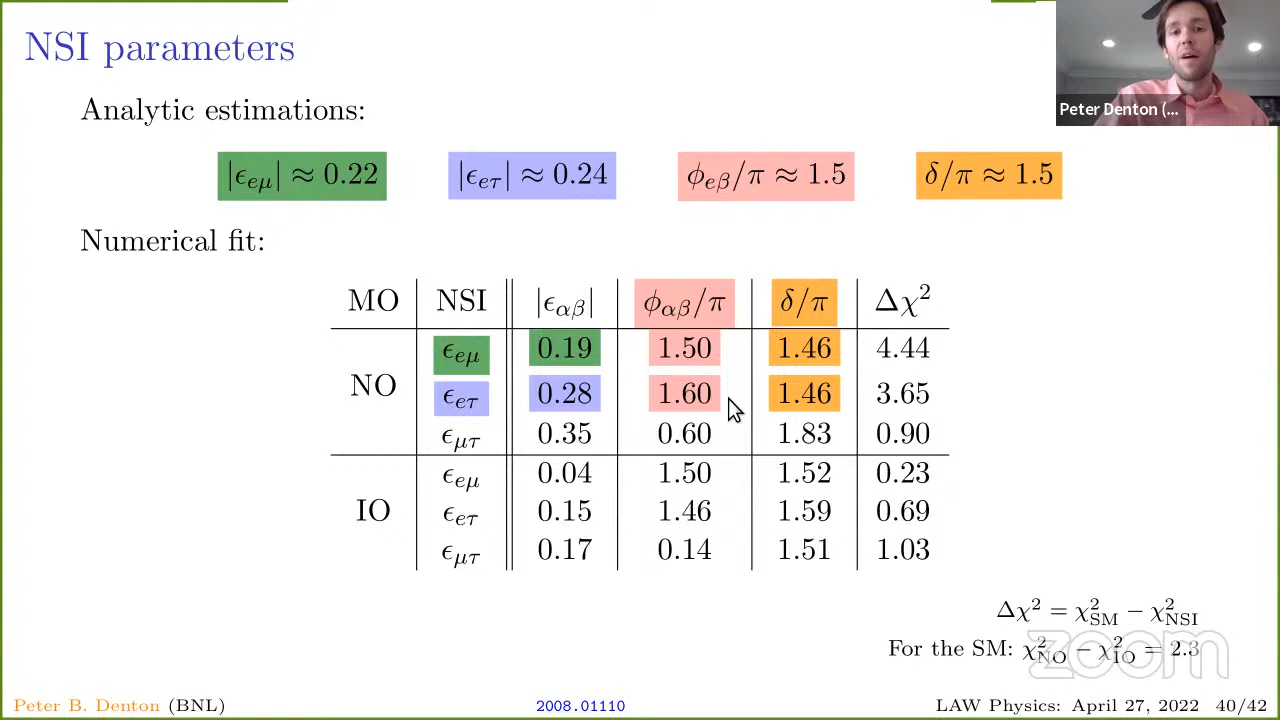 NSI parameters
Peter Denton (...
Analytic estimations:
|ϵeμ| ≈ 0.22 |ϵeτ| ≈ 0.24 ϕeβ/π ≈ 1.5 δ/π ≈ 1.5
Numerical fit:
MO NSI |ϵαβ| ϕαβ/π δ/π Δχ²
NO ϵeμ 0.19 1.50 1.46 4.44
ϵeτ 0.28 1.60 1.46 3.65
ϵμτ 0.35 0.60 1.83 0.90
IO ϵeμ 0.04 1.50 1.52 0.23
ϵeτ 0.15 1.46 1.59 0.69
ϵμτ 0.17 0.14 1.51 1.03
Δχ² = χ²SM − χ²NSI
For the SM: χ²NO − χ²IO = 2.3
zoom
Peter B. Denton (BNL) 2008.01110 LAW Physics: April 27, 2022 40/42